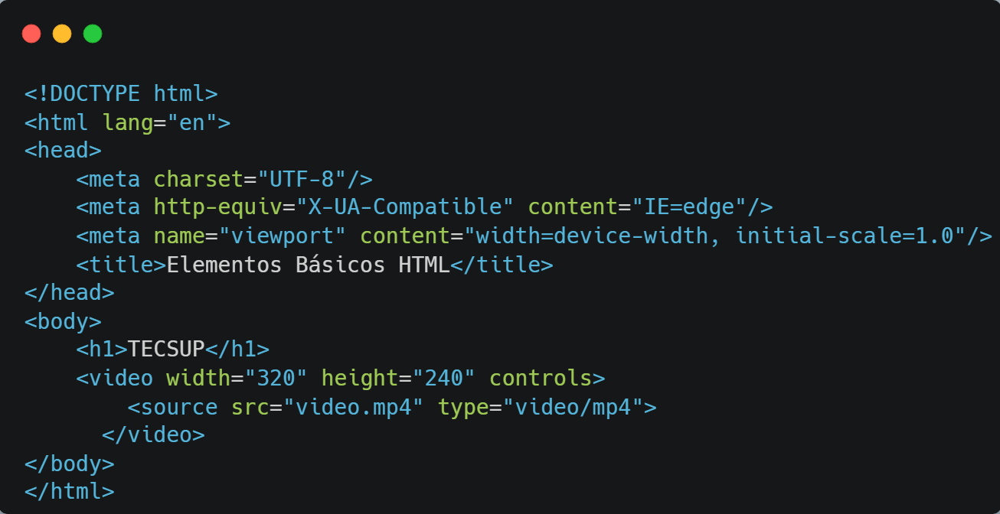 <!DOCTYPE html>
<html lang="en">
<head>
    <meta charset="UTF-8"/>
    <meta http-equiv="X-UA-Compatible" content="IE=edge"/>
    <meta name="viewport" content="width=device-width, initial-scale=1.0"/>
    <title>Elementos Básicos HTML</title>
</head>
<body>
    <h1>TECSUP</h1>
    <video width="320" height="240" controls>
        <source src="video.mp4" type="video/mp4">
      </video>
</body>
</html>